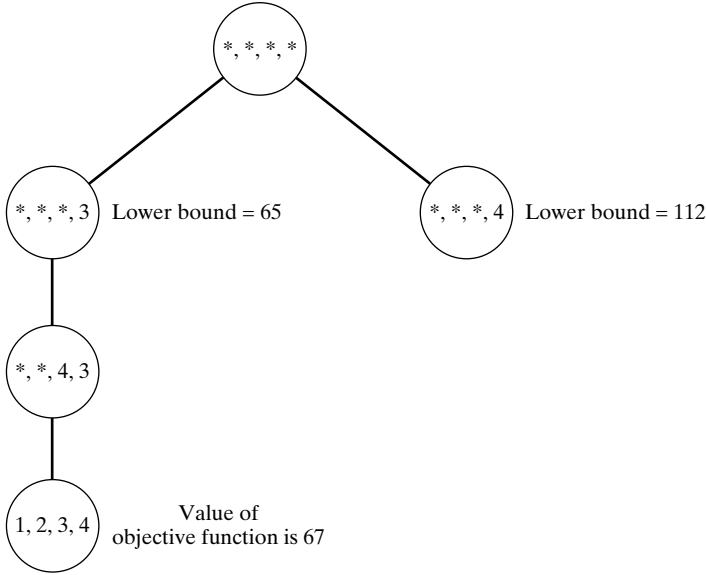 *, *, *, *
*, *, *, 3
Lower bound = 65
*, *, *, 4
Lower bound = 112
*, *, 4, 3
1, 2, 3, 4
Value of
objective function is 67